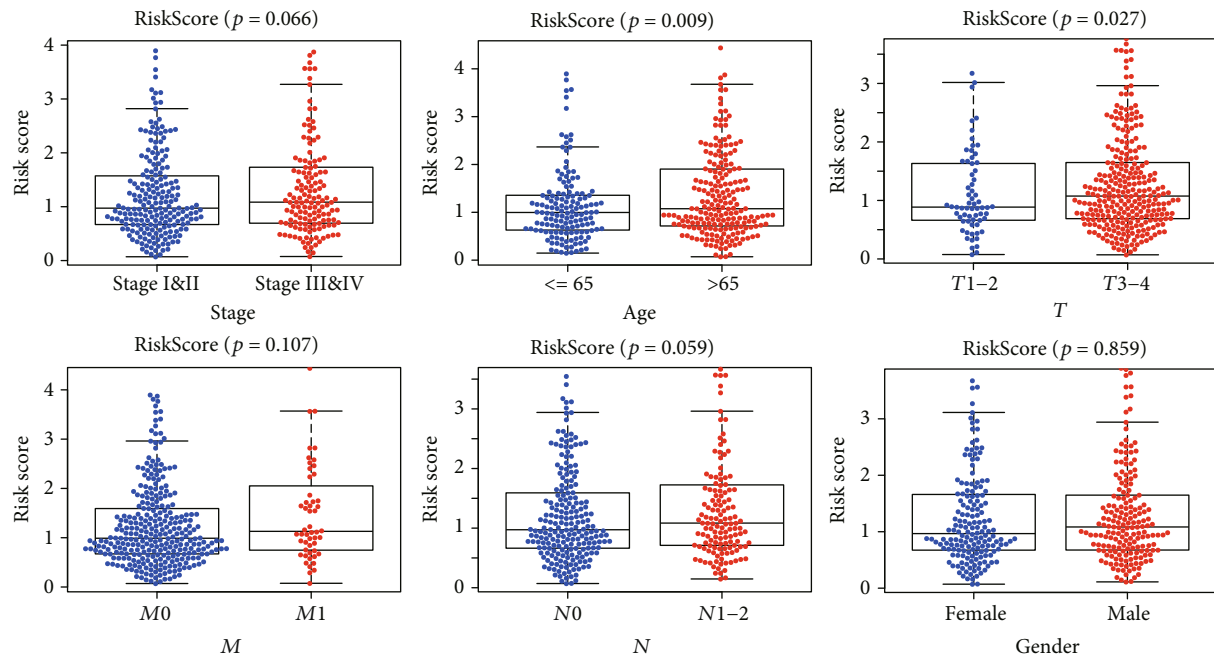 RiskScore (p = 0.066)
4
3
2
1
0
Risk score
Stage I&II
Stage III&IV
Stage
RiskScore (p = 0.009)
4
3
2
1
0
Risk score
<= 65
>65
Age
RiskScore (p = 0.027)
3
2
1
0
Risk score
T1−2
T3−4
T
RiskScore (p = 0.107)
4
3
2
1
0
Risk score
M0
M1
M
RiskScore (p = 0.059)
3
2
1
0
Risk score
N0
N1−2
N
RiskScore (p = 0.859)
3
2
1
0
Risk score
Female
Male
Gender